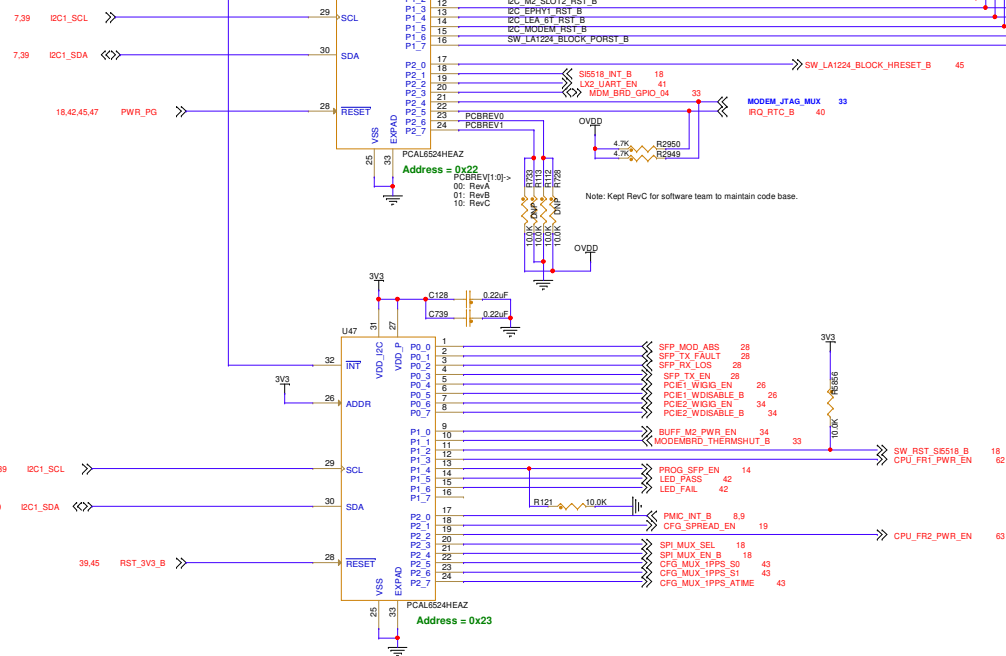 12 I2C_M2_SLOT2_RST_B
P1_3 13 I2C_EPHY1_RST_B
7,39 I2C1_SCL 29 SCL P1_4 14 I2C_LEA_6T_RST_B
P1_5 15 I2C_MODEM_RST_B
P1_6 16 SW_LA1224_BLOCK_PORST_B
P1_7
7,39 I2C1_SDA 30 SDA
P2_0 17 SW_LA1224_BLOCK_HRESET_B 45
P2_1 18 SI5518_INT_B 18
P2_2 19 LX2_UART_EN 41
P2_3 20 MDM_BRD_GPIO_04 33
P2_4 21 MODEM_JTAG_MUX 33
18,42,45,47 PWR_PG 28 RESET P2_5 22 IRQ_RTC_B 40
P2_6 23 PCBREV0
P2_7 24 PCBREV1
OVDD
VSS EXPAD
25 33
4.7K R2950
4.7K R2949
PCAL6524HEAZ
Address = 0x22
PCBREV[1:0]->
00: RevA
01: RevB
10: RevC
R733 R113 R112 R728
DNP DNP
10.0K 10.0K 10.0K 10.0K
Note: Kept RevC for software team to maintain code base.
OVDD
3V3
C128 0.22uF
C739 0.22uF
31 27
U47
VDD_I2C VDD_P
P0_0 1 SFP_MOD_ABS 28
P0_1 2 SFP_TX_FAULT 28
32 INT P0_2 3 SFP_RX_LOS 28
P0_3 4 SFP_TX_EN 28
3V3
P0_4 5 PCIE1_WIGIG_EN 26
P0_5 6 PCIE1_WDISABLE_B 26
26 ADDR P0_6 7 PCIE2_WIGIG_EN 34
P0_7 8 PCIE2_WDISABLE_B 34
3V3
R5856
10.0K
P1_0 9 BUFF_M2_PWR_EN 34
P1_1 10 MODEMBRD_THERMSHUT_B 33
P1_2 11 SW_RST_SI5518_B 18
P1_3 12 CPU_FR1_PWR_EN 62
39 I2C1_SCL 29 SCL P1_4 13 PROG_SFP_EN 14
P1_5 14 LED_PASS 42
P1_6 15 LED_FAIL 42
P1_7 16
I2C1_SDA 30 SDA
R121 10.0K
P2_0 17 PMIC_INT_B 8,9
P2_1 18 CFG_SPREAD_EN 19
P2_2 19 CPU_FR2_PWR_EN 63
P2_3 20 SPI_MUX_SEL 18
P2_4 21 SPI_MUX_EN_B 18
39,45 RST_3V3_B 28 RESET P2_5 22 CFG_MUX_1PPS_S0 43
P2_6 23 CFG_MUX_1PPS_S1 43
P2_7 24 CFG_MUX_1PPS_ATIME 43
VSS EXPAD
25 33
PCAL6524HEAZ
Address = 0x23